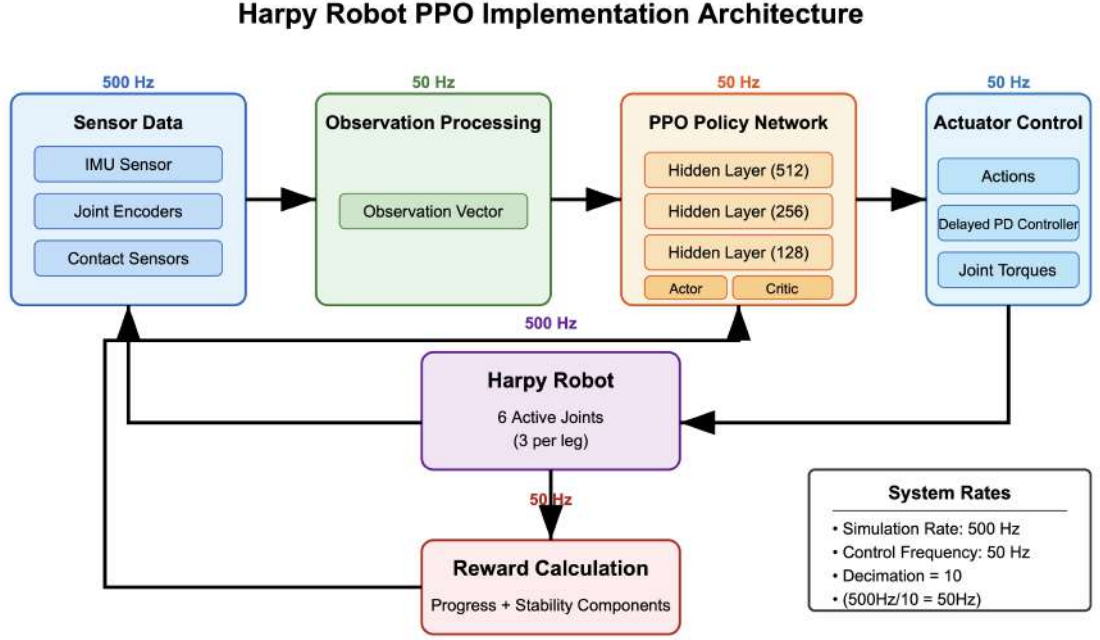 Harpy Robot PPO Implementation Architecture
500 Hz
Sensor Data
IMU Sensor
Joint Encoders
Contact Sensors
50 Hz
Observation Processing
Observation Vector
50 Hz
PPO Policy Network
Hidden Layer (512)
Hidden Layer (256)
Hidden Layer (128)
Actor
Critic
50 Hz
Actuator Control
Actions
Delayed PD Controller
Joint Torques
500 Hz
Harpy Robot
6 Active Joints
(3 per leg)
50 Hz
Reward Calculation
Progress + Stability Components
System Rates
• Simulation Rate: 500 Hz
• Control Frequency: 50 Hz
• Decimation = 10
• (500Hz/10 = 50Hz)